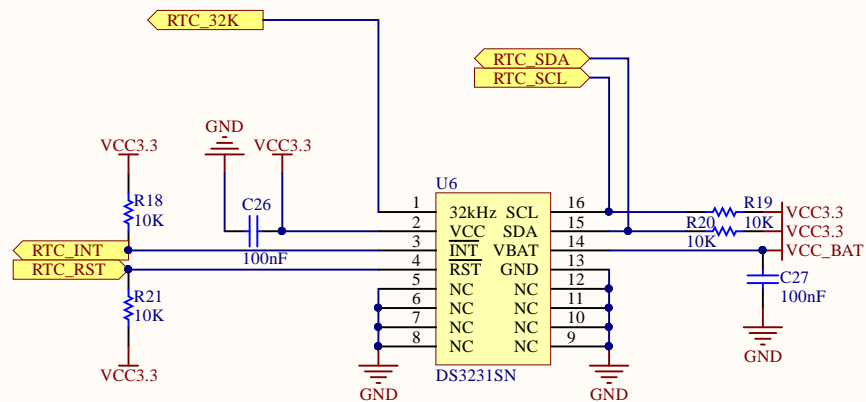 RTC_32K
RTC_SDA
RTC_SCL
GND
VCC3.3
VCC3.3
U6
R18
10K
C26
100nF
1
32kHz
SCL
16
R19
10K
VCC3.3
2
VCC
SDA
15
R20
10K
VCC3.3
RTC_INT
3
INT
VBAT
14
VCC_BAT
RTC_RST
4
RST
GND
13
C27
100nF
5
NC
NC
12
R21
10K
6
NC
NC
11
7
NC
NC
10
8
NC
NC
9
GND
VCC3.3
GND
DS3231SN
GND